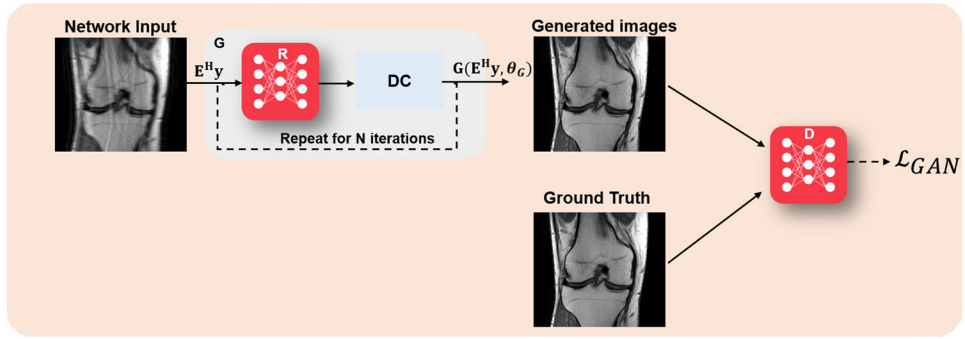 Network Input
G
R
E^H y
DC
G(E^H y, θ_G)
Repeat for N iterations
Generated images
Ground Truth
D
ℒ_GAN